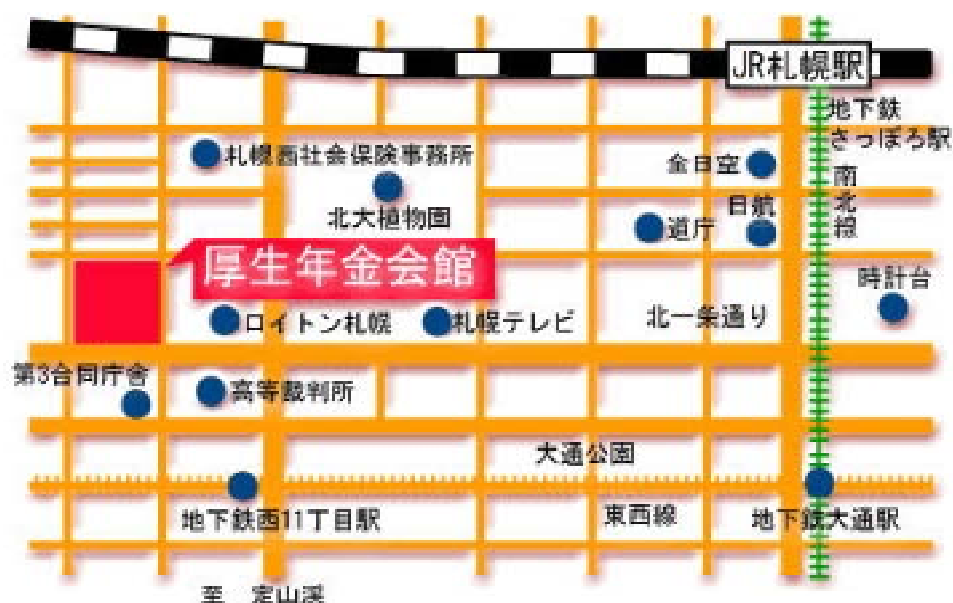 JR札幌駅
地下鉄
さっぽろ駅
札幌西社会保険事務所
全日空
南北線
北大植物園
日航
道庁
厚生年金会館
時計台
ロイトン札幌
札幌テレビ
北一条通り
第3合同庁舎
高等裁判所
大通公園
地下鉄西11丁目駅
東西線
地下鉄大通駅
至 定山渓